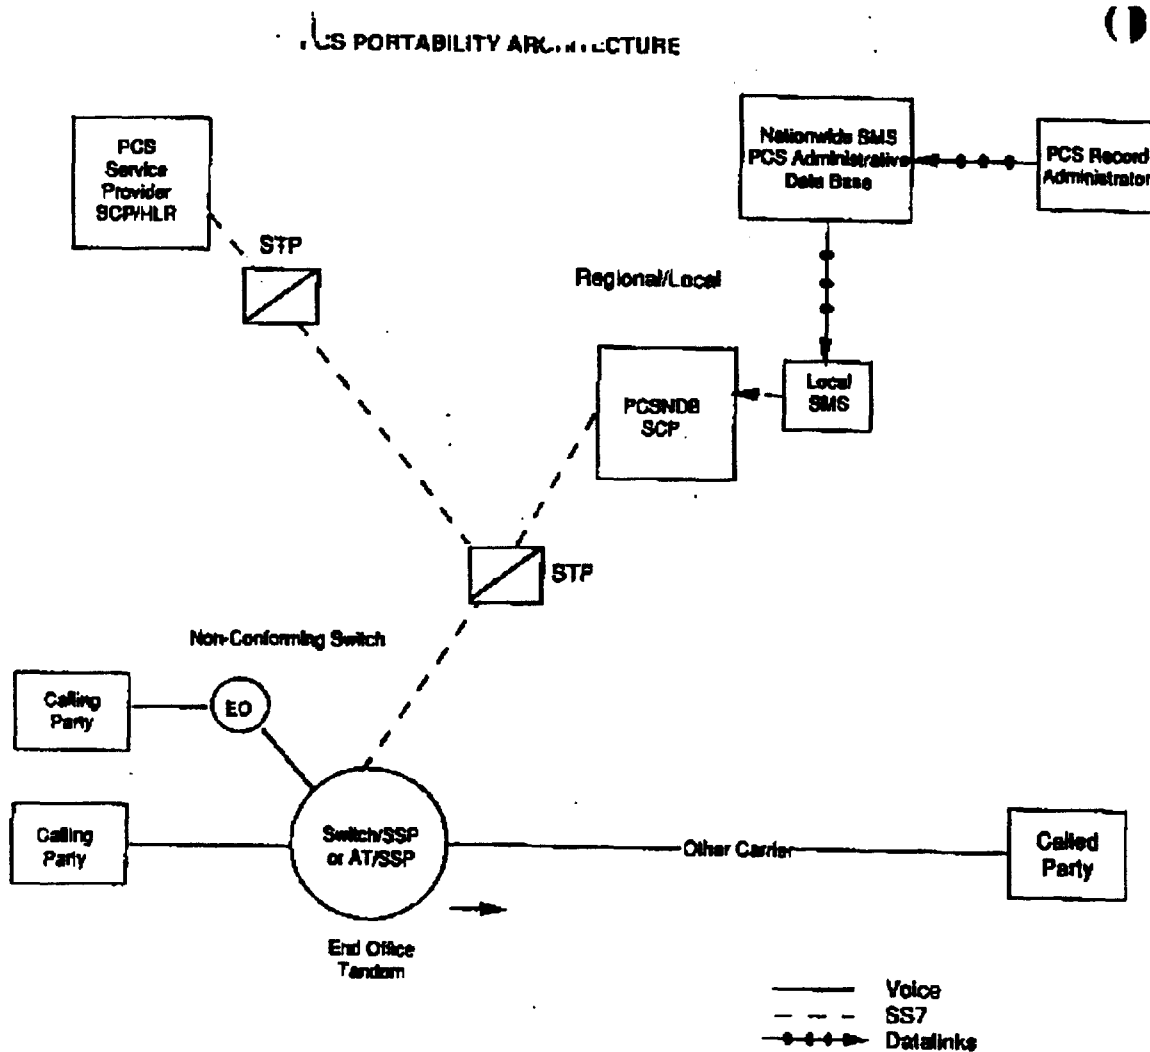 PORTABILITY
PCS
Service
Provider
SCP/HLR
STP
Nationwide SMS
PCS Administrative
Data Base
PCS Record
Administrator
Regional/Local
PCSNDB
SCP
Local
SMS
STP
Non-Conforming Switch
Calling
Party
EO
Calling
Party
Switch/SSP
or AT/SSP
Other Carrier
Called
Party
End Office
Tandom
Voice
SS7
Datalinks